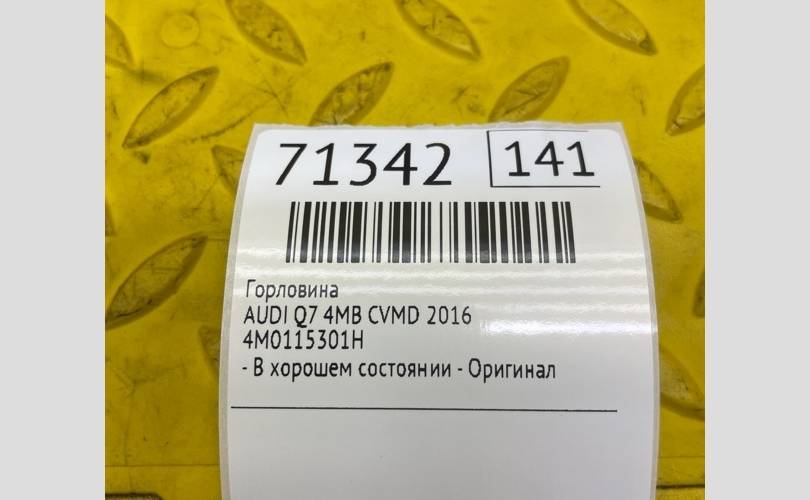 71342 141
Горловина
AUDI Q7 4MB CVMD 2016
4M0115301H
- В хорошем состоянии - Оригинал